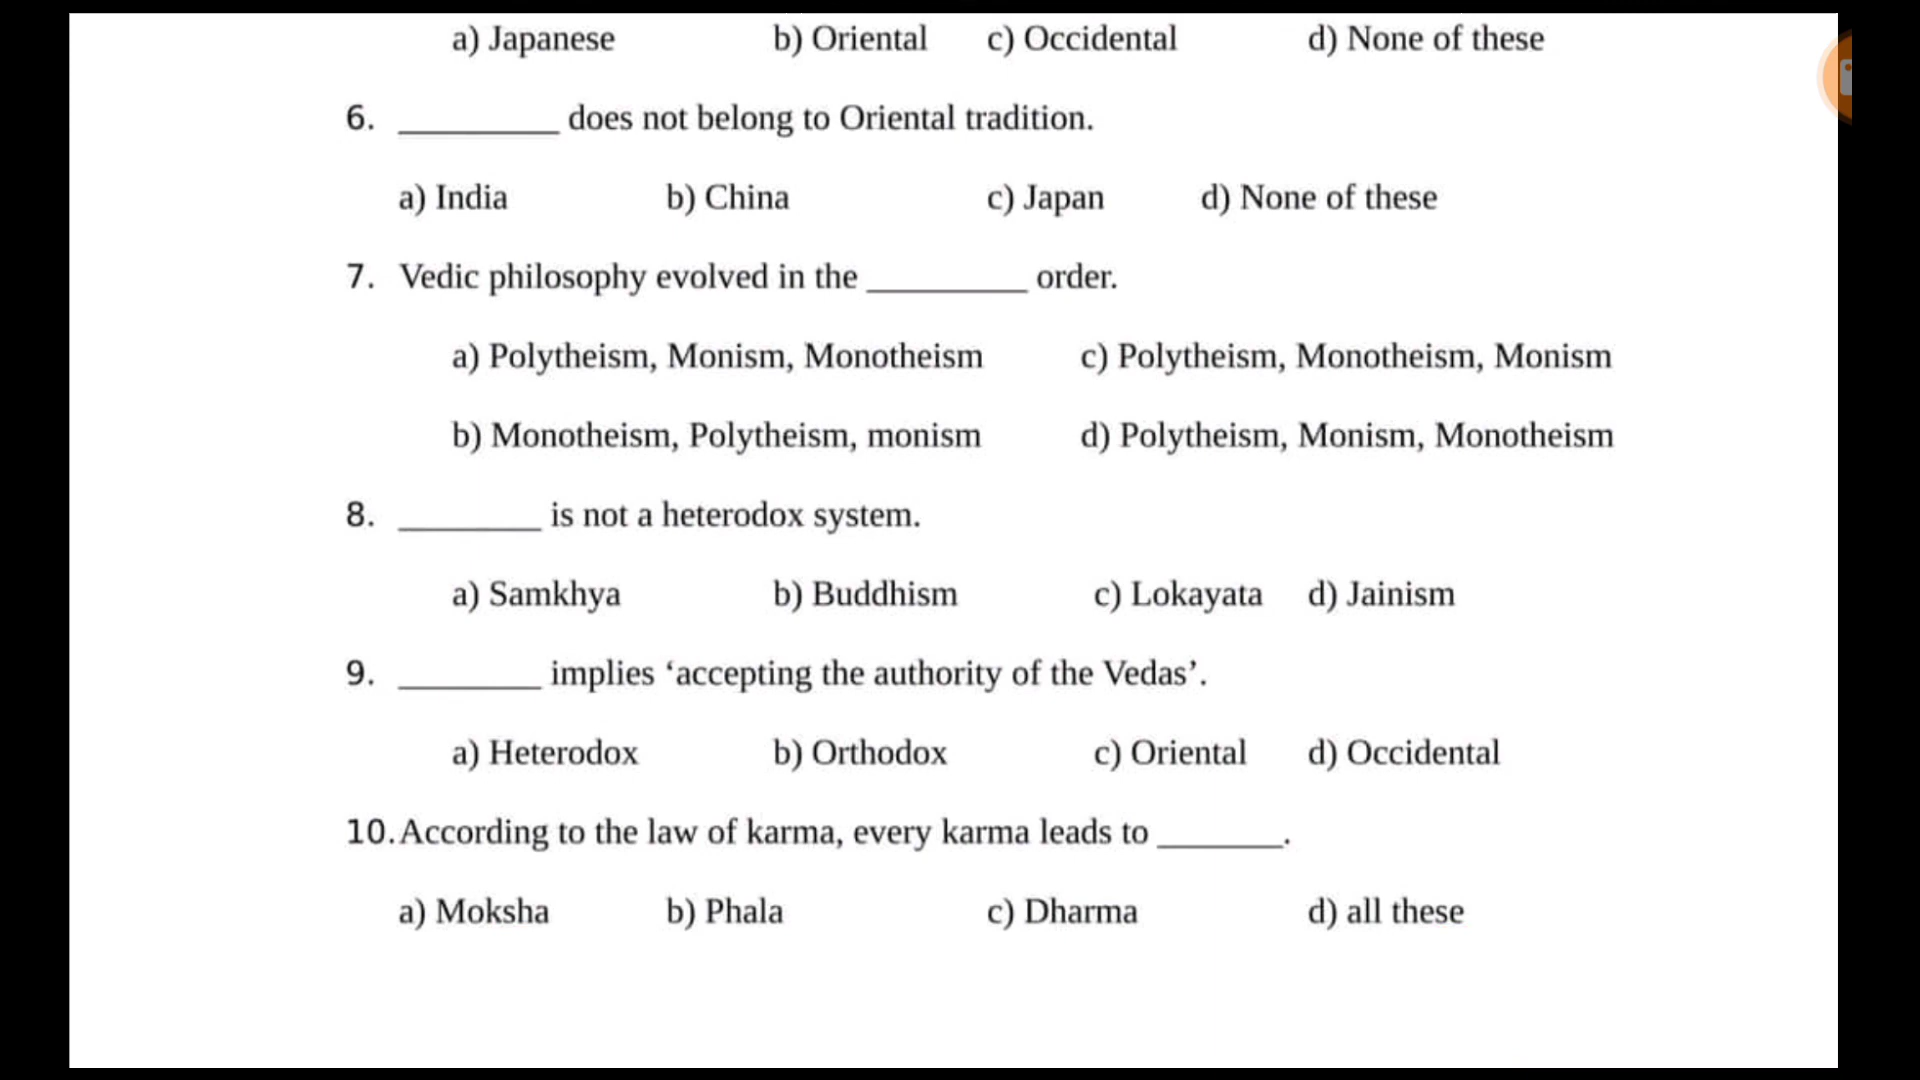 a) Japanese b) Oriental c) Occidental d) None of these
6. __________ does not belong to Oriental tradition.
a) India b) China c) Japan d) None of these
7. Vedic philosophy evolved in the __________ order.
a) Polytheism, Monism, Monotheism c) Polytheism, Monotheism, Monism
b) Monotheism, Polytheism, monism d) Polytheism, Monism, Monotheism
8. _________ is not a heterodox system.
a) Samkhya b) Buddhism c) Lokayata d) Jainism
9. _________ implies ‘accepting the authority of the Vedas’.
a) Heterodox b) Orthodox c) Oriental d) Occidental
10. According to the law of karma, every karma leads to ________.
a) Moksha b) Phala c) Dharma d) all these